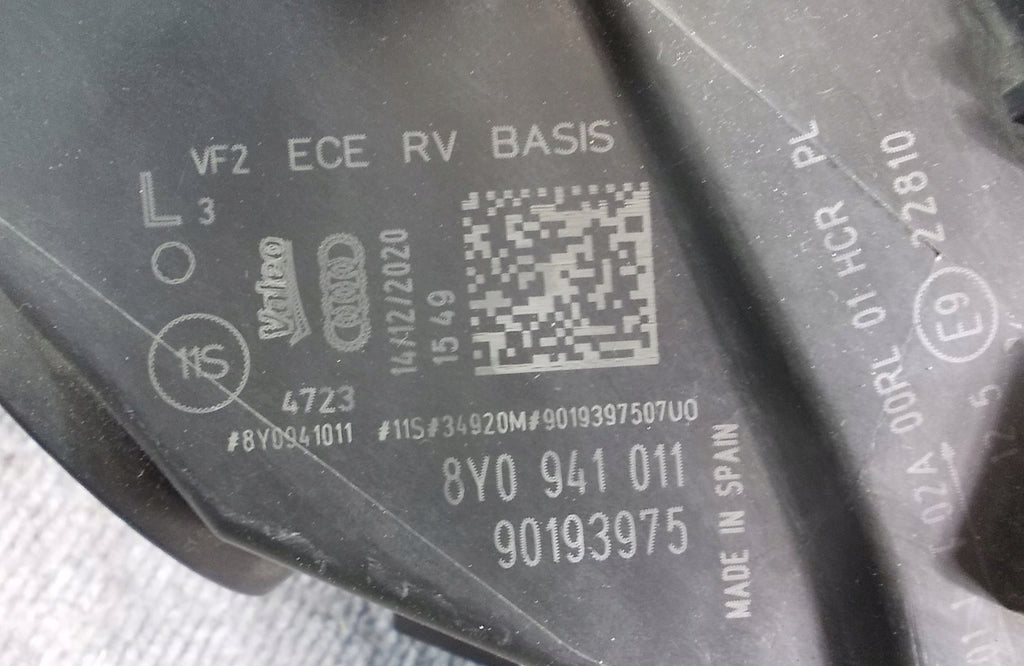 VF2 ECE RV BASIS
L
3
Valeo
14/12/2020
15 49
11S
4723
#8Y0941011 #11S#34920M#9019397507U0
8Y0 941 011
90193975
MADE IN SPAIN
02A 00RL 01 HCR PL
E9
22810